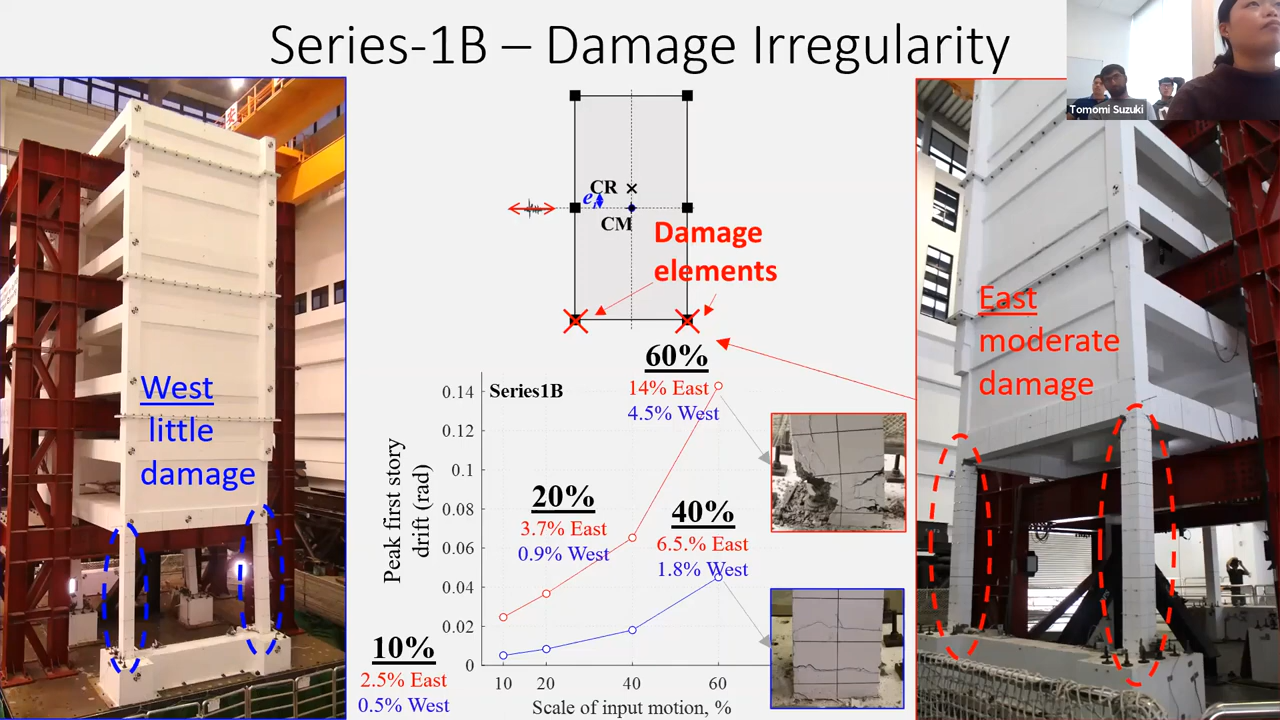 Series-1B – Damage Irregularity
Tomomi Suzuki
CR
e
CM
Damage
elements
West
little
damage
East
moderate
damage
Series1B
60%
14% East
4.5% West
20%
3.7% East
0.9% West
40%
6.5.% East
1.8% West
10%
2.5% East
0.5% West
Peak first story
drift (rad)
0.14
0.12
0.1
0.08
0.06
0.04
0.02
0
10 20 40 60
Scale of input motion, %